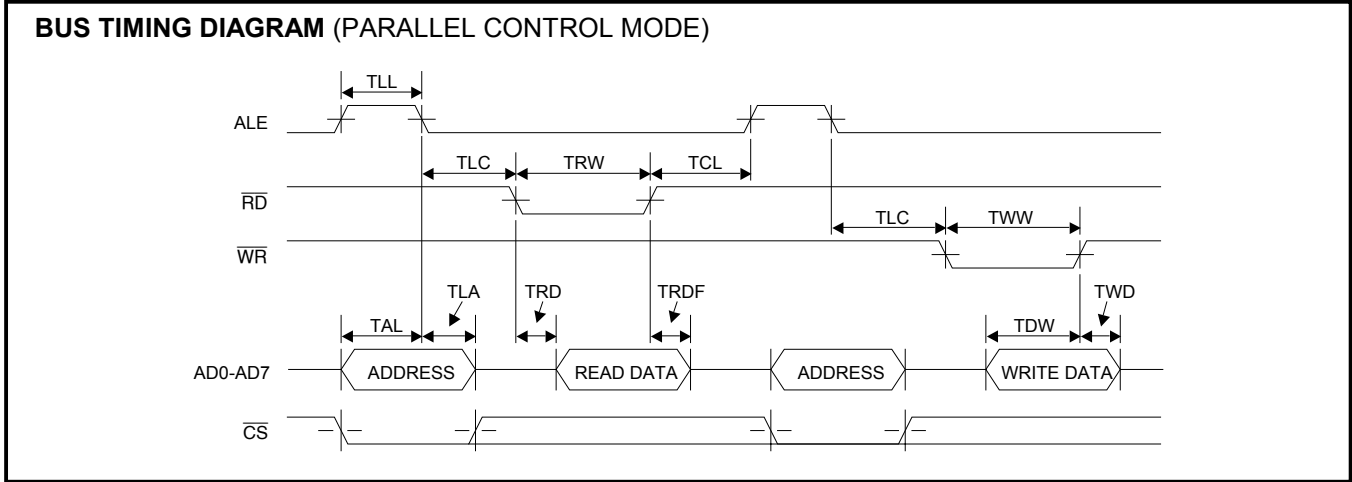 BUS TIMING DIAGRAM (PARALLEL CONTROL MODE)
TLL
ALE
TLC TRW TCL
RD
TLC TWW
WR
TLA TRD TRDF TWD
TAL TDW
AD0-AD7 ADDRESS READ DATA ADDRESS WRITE DATA
CS